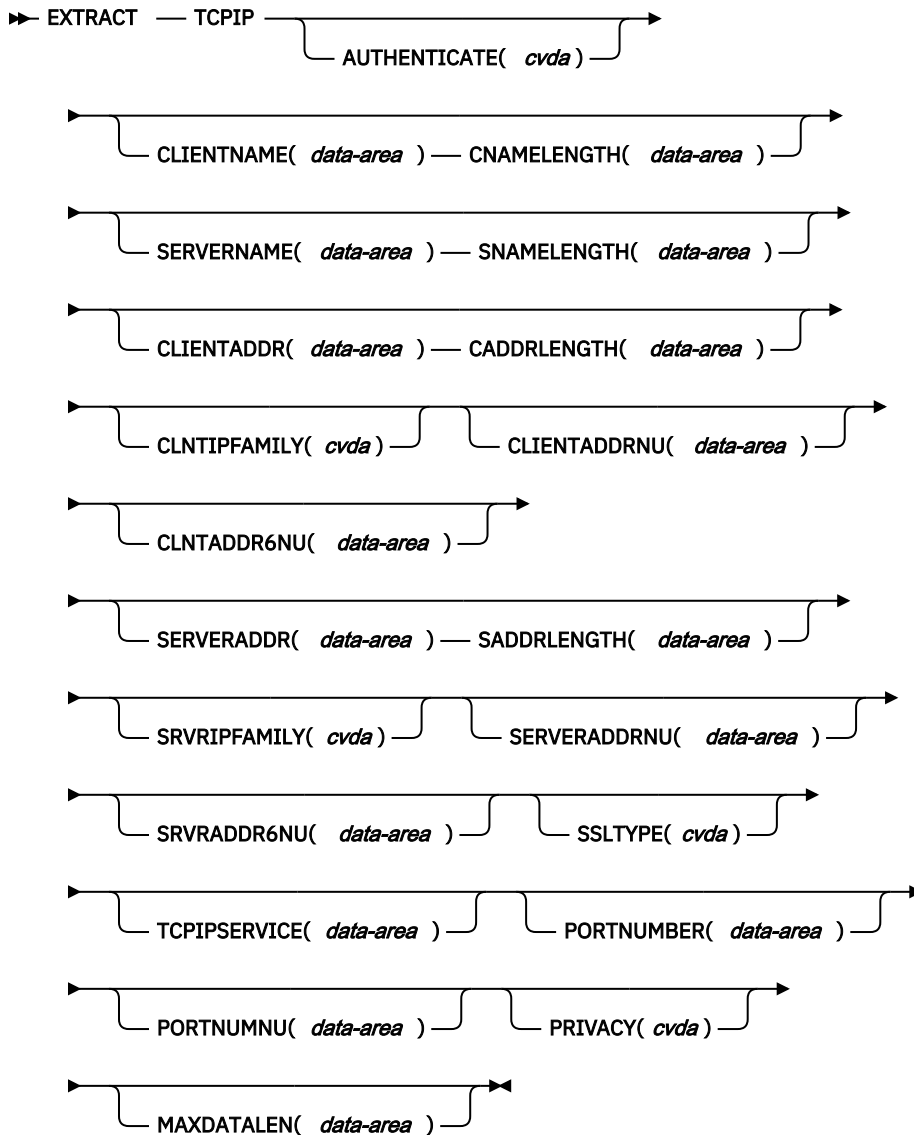 EXTRACT TCPIP
AUTHENTICATE( cvda )
CLIENTNAME( data-area ) CNAMELENGTH( data-area )
SERVERNAME( data-area ) SNAMELENGTH( data-area )
CLIENTADDR( data-area ) CADDRLENGTH( data-area )
CLNTIPFAMILY( cvda ) CLIENTADDRNU( data-area )
CLNTADDR6NU( data-area )
SERVERADDR( data-area ) SADDRLENGTH( data-area )
SRVRIPFAMILY( cvda ) SERVERADDRNU( data-area )
SRVRADDR6NU( data-area ) SSLTYPE( cvda )
TCPIPSERVICE( data-area ) PORTNUMBER( data-area )
PORTNUMNU( data-area ) PRIVACY( cvda )
MAXDATALEN( data-area )